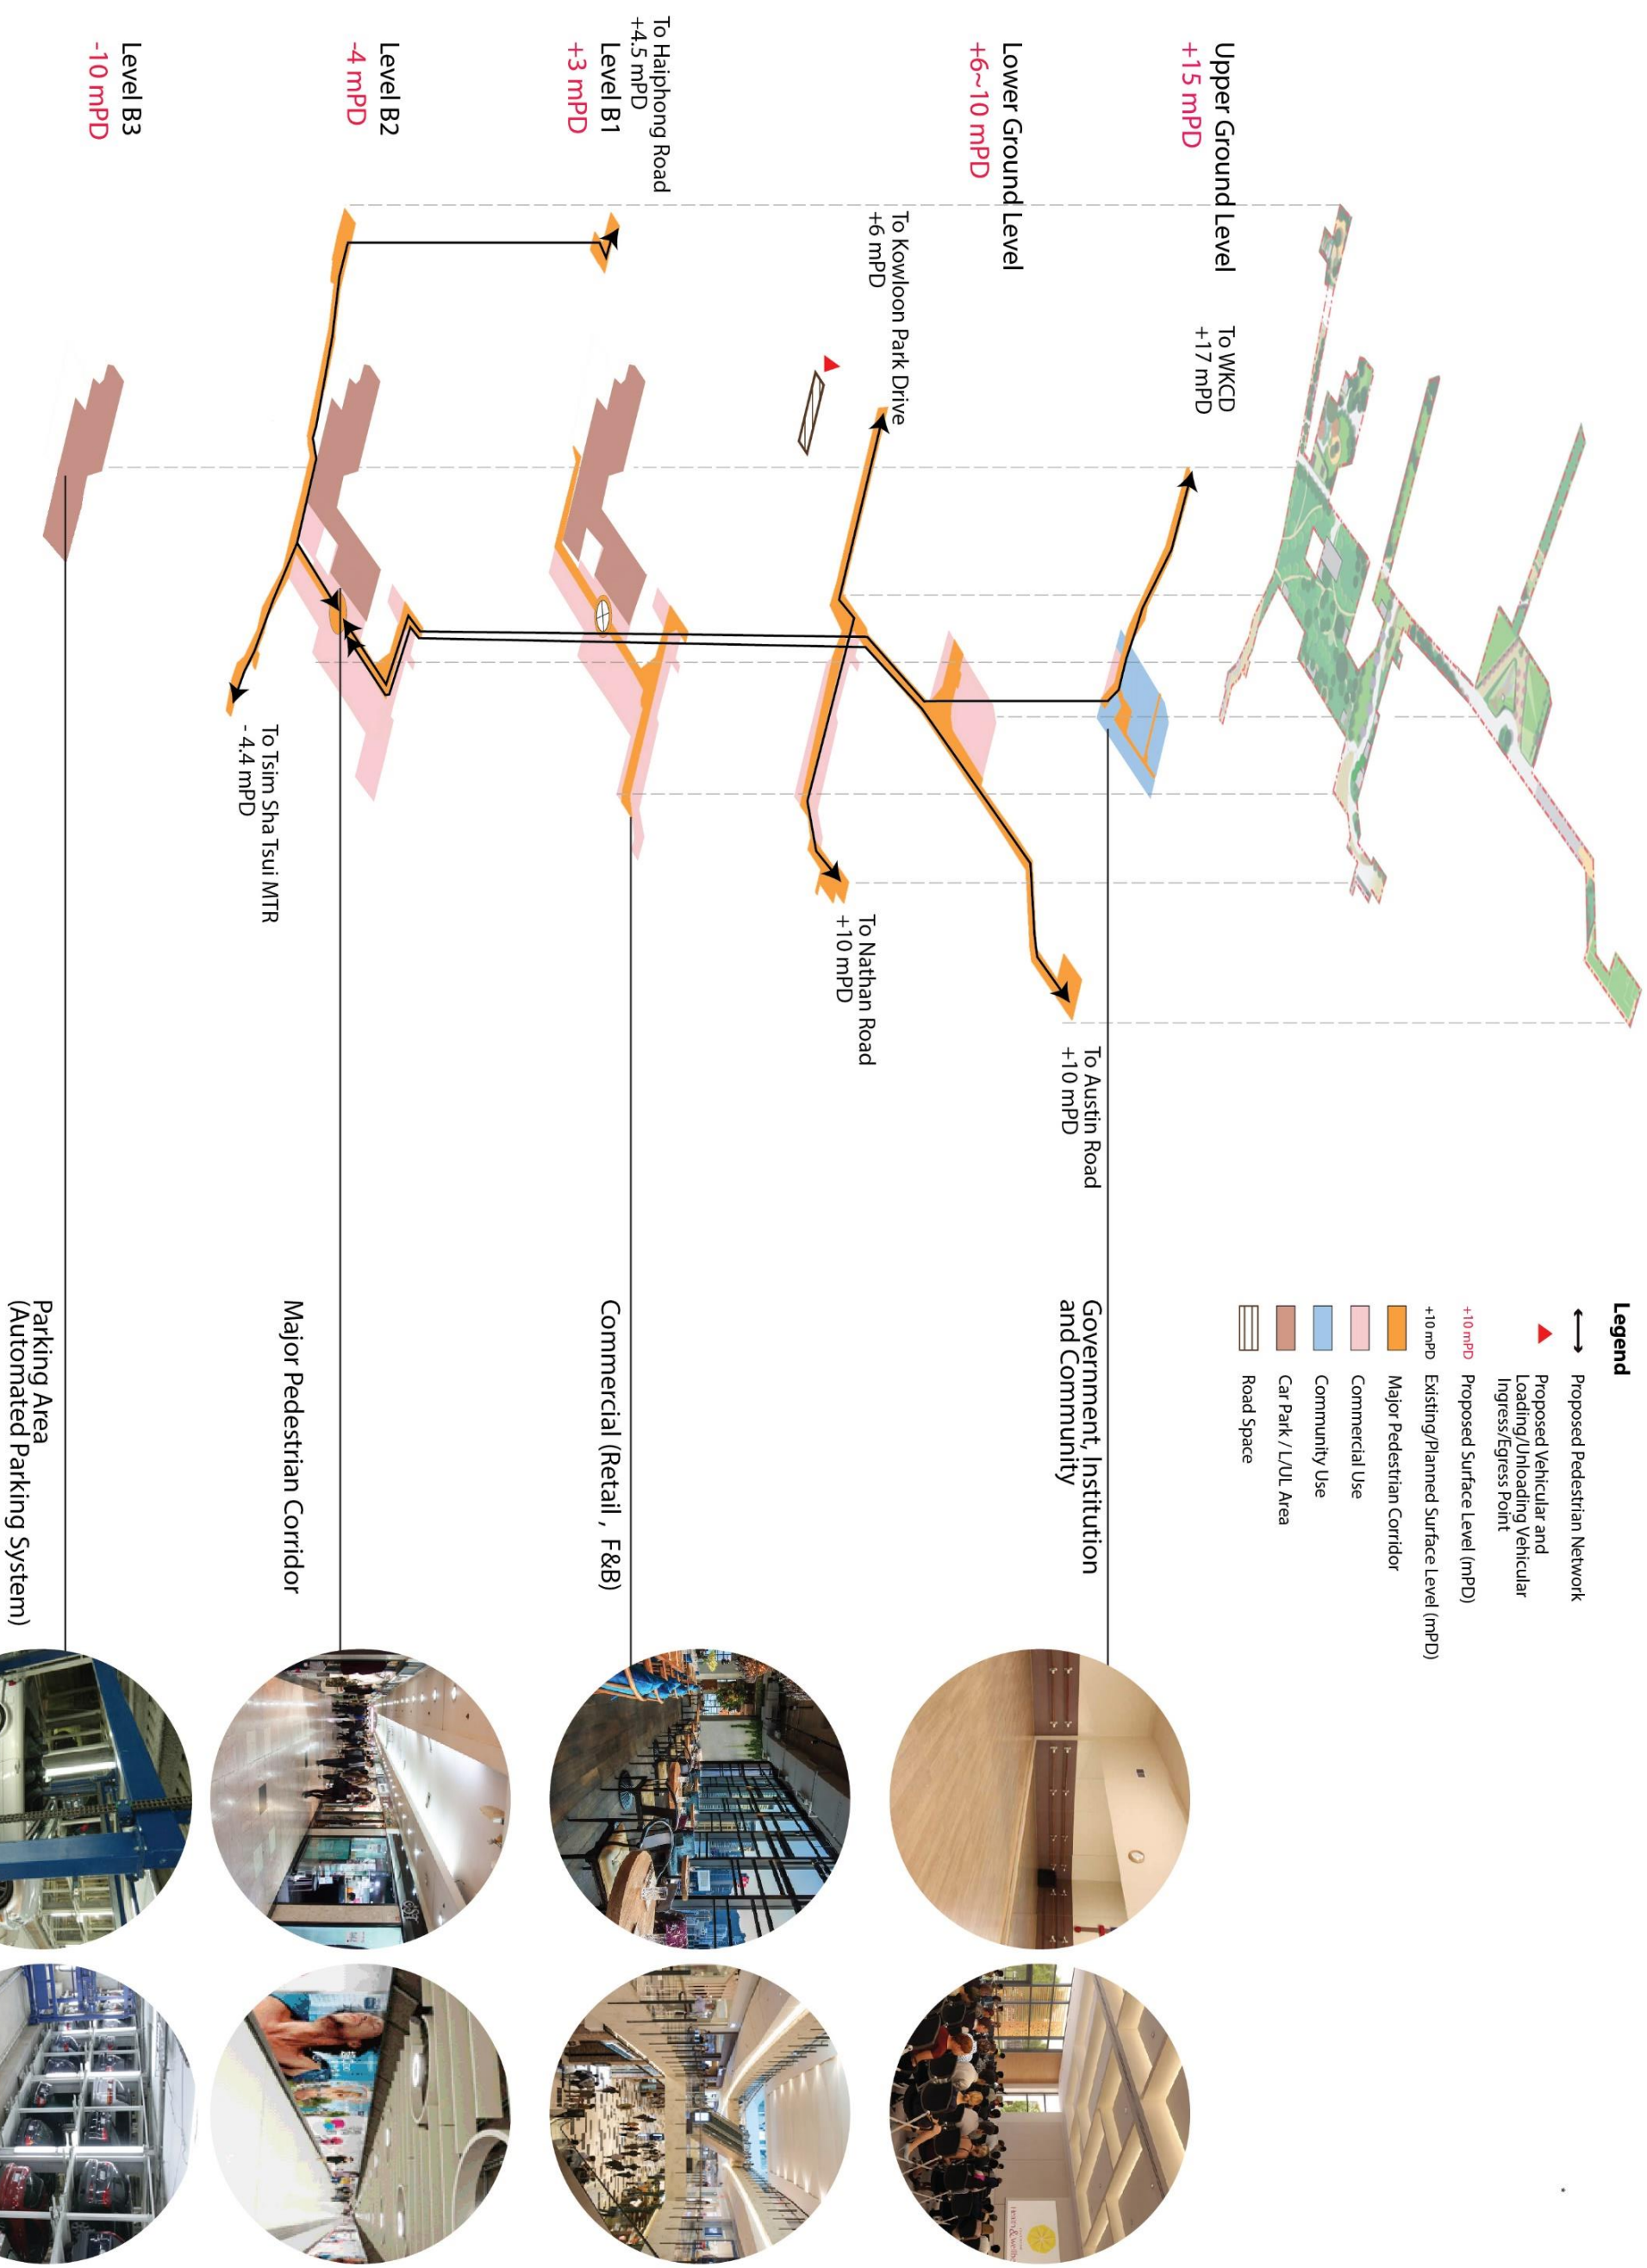 Legend
Proposed Pedestrian Network
Proposed Vehicular and
Loading/Unloading Vehicular
Ingress/Egress Point
+10 mPD
Proposed Surface Level (mPD)
+10 mPD
Existing/Planned Surface Level (mPD)
Major Pedestrian Corridor
Commercial Use
Community Use
Car Park / L/UL Area
Road Space
Upper Ground Level
+15 mPD
To WKCD
+17 mPD
Lower Ground Level
+6~10 mPD
To Austin Road
+10 mPD
To Kowloon Park Drive
+6 mPD
To Nathan Road
+10 mPD
To Haiphong Road
+4.5 mPD
Level B1
+3 mPD
Level B2
-4 mPD
To Tsim Sha Tsui MTR
- 4.4 mPD
Level B3
-10 mPD
Government, Institution
and Community
Commercial (Retail , F&B)
Major Pedestrian Corridor
Parking Area
(Automated Parking System)